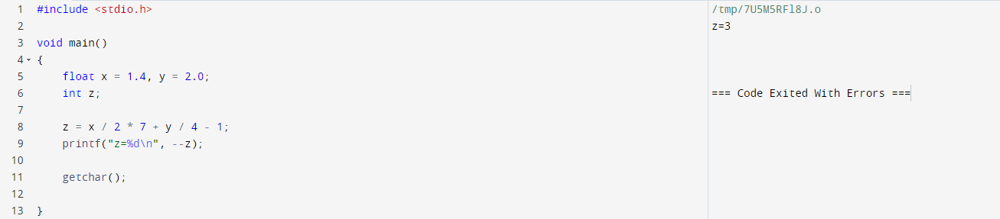 1 #include <stdio.h>
2
3 void main()
4 {
5 float x = 1.4, y = 2.0;
6 int z;
7
8 z = x / 2 * 7 + y / 4 - 1;
9 printf("z=%d\n", --z);
10
11 getchar();
12
13 }
/tmp/7U5M5RFl8J.o
z=3
=== Code Exited With Errors ===